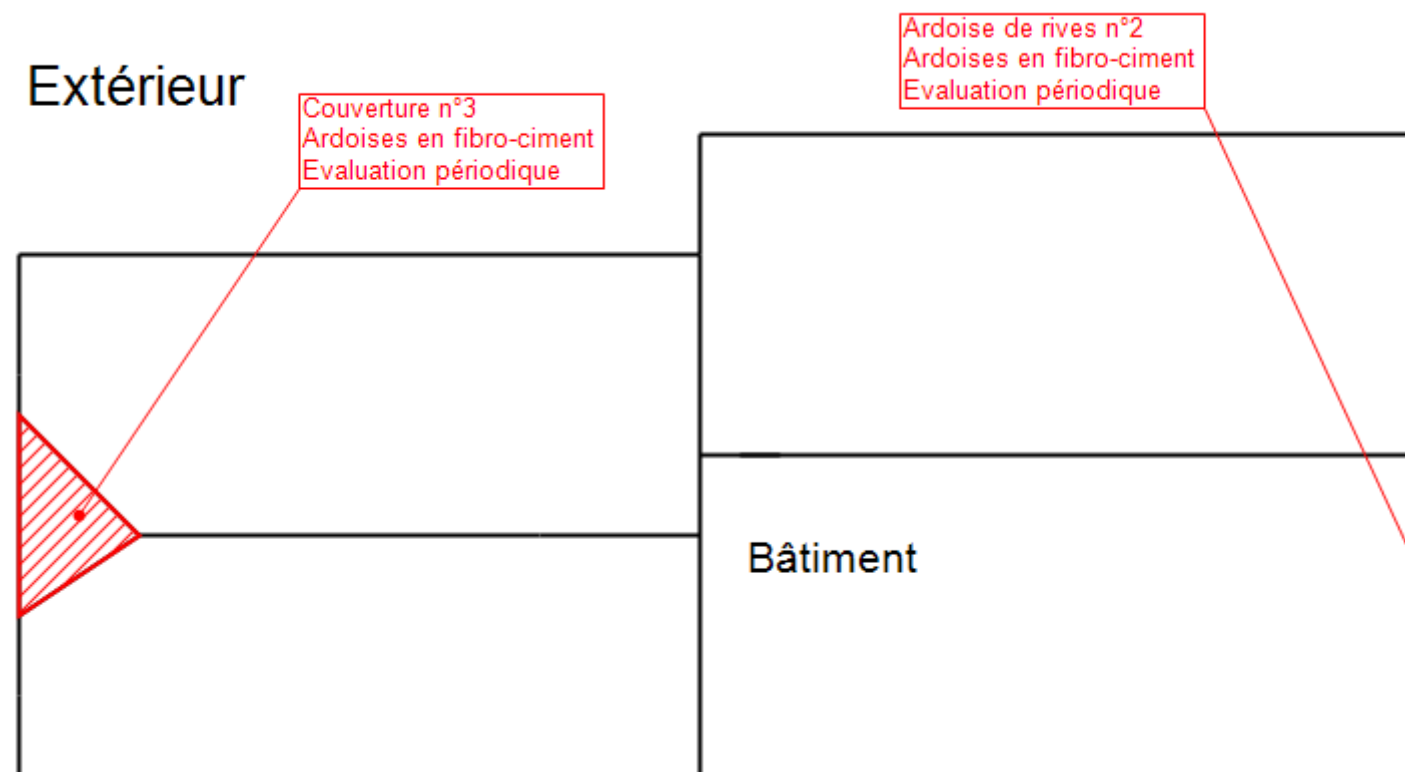 Extérieur
Couverture n°3
Ardoises en fibro-ciment
Evaluation périodique
Ardoise de rives n°2
Ardoises en fibro-ciment
Evaluation périodique
Bâtiment